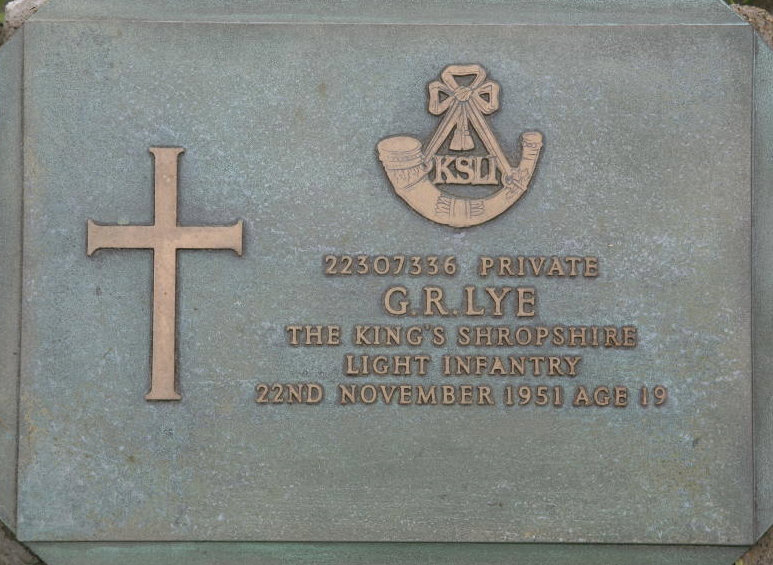 KSLI
22307336 PRIVATE
G.R.LYE
THE KING'S SHROPSHIRE
LIGHT INFANTRY
22ND NOVEMBER 1951 AGE 19